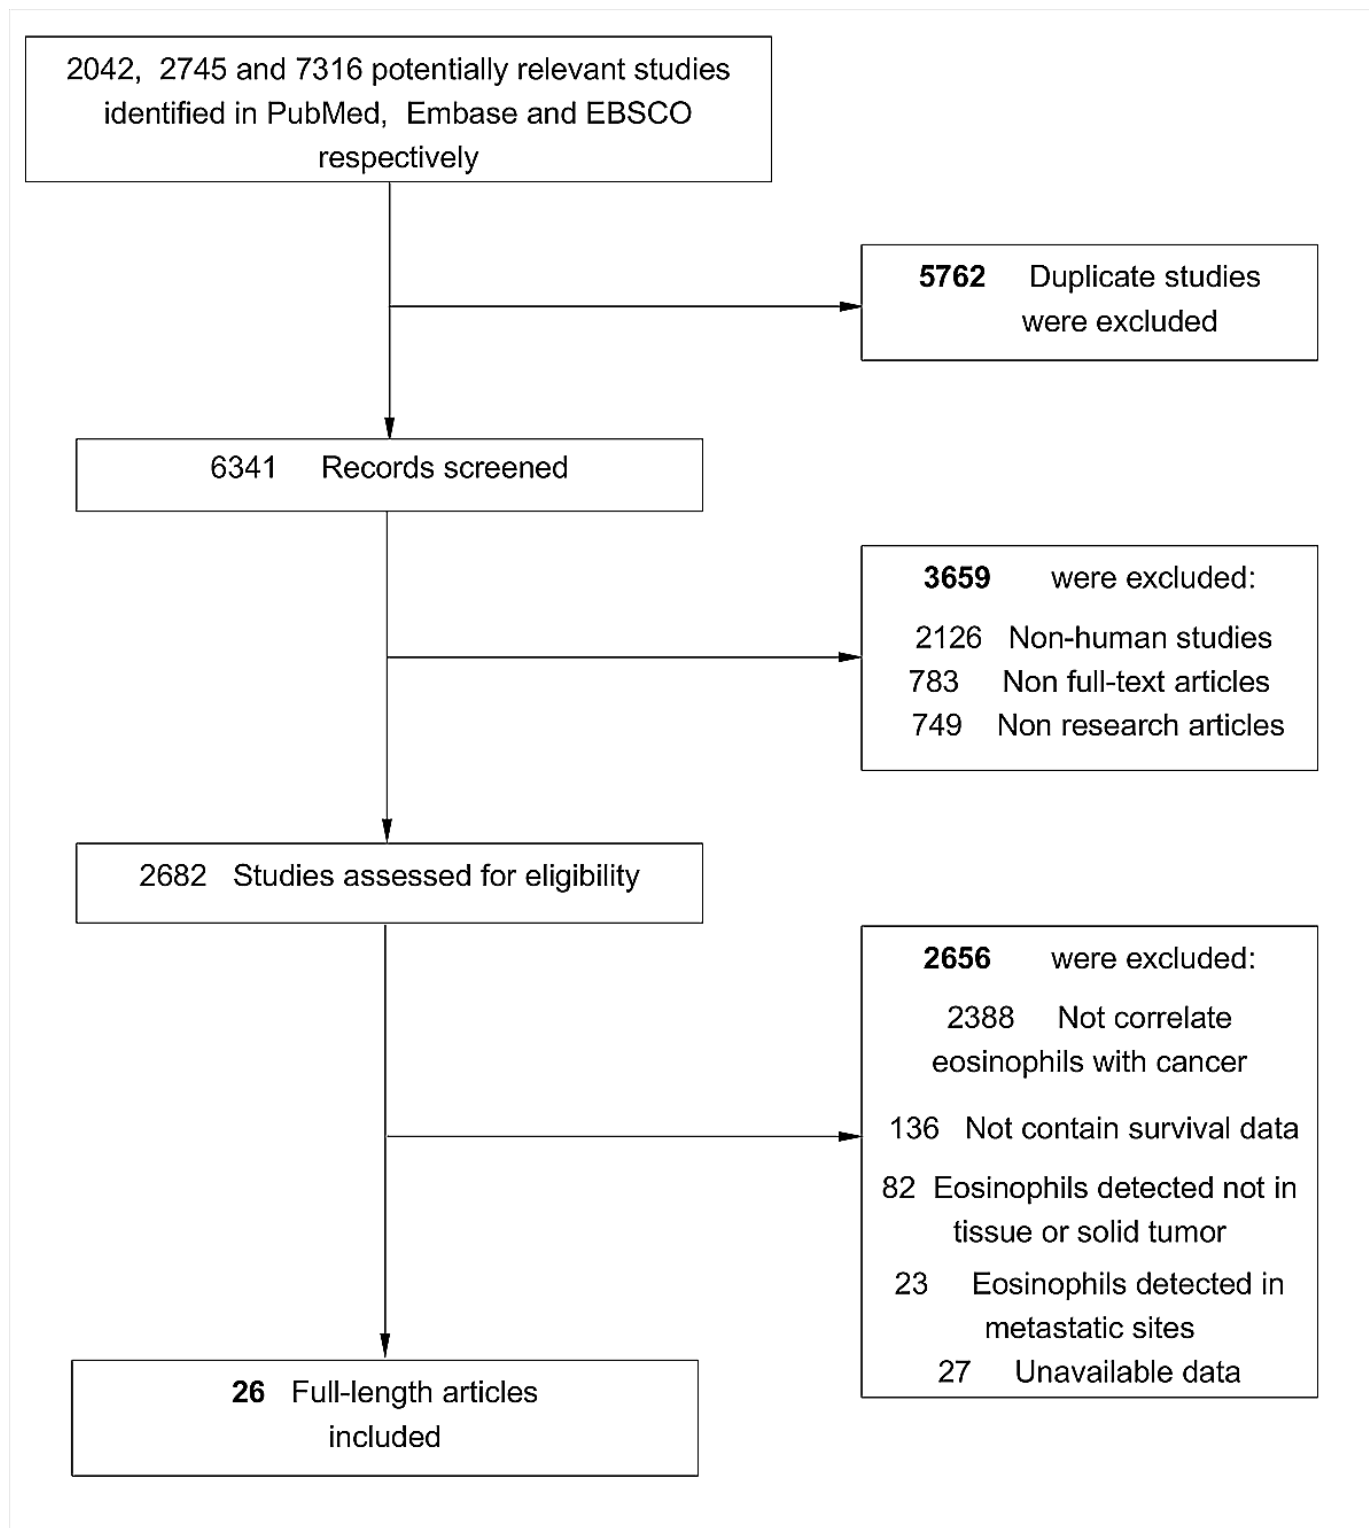 2042, 2745 and 7316 potentially relevant studies
identified in PubMed, Embase and EBSCO
respectively
5762 Duplicate studies
were excluded
6341 Records screened
3659 were excluded:
2126 Non-human studies
783 Non full-text articles
749 Non research articles
2682 Studies assessed for eligibility
2656 were excluded:
2388 Not correlate
eosinophils with cancer
136 Not contain survival data
82 Eosinophils detected not in
tissue or solid tumor
23 Eosinophils detected in
metastatic sites
27 Unavailable data
26 Full-length articles
included